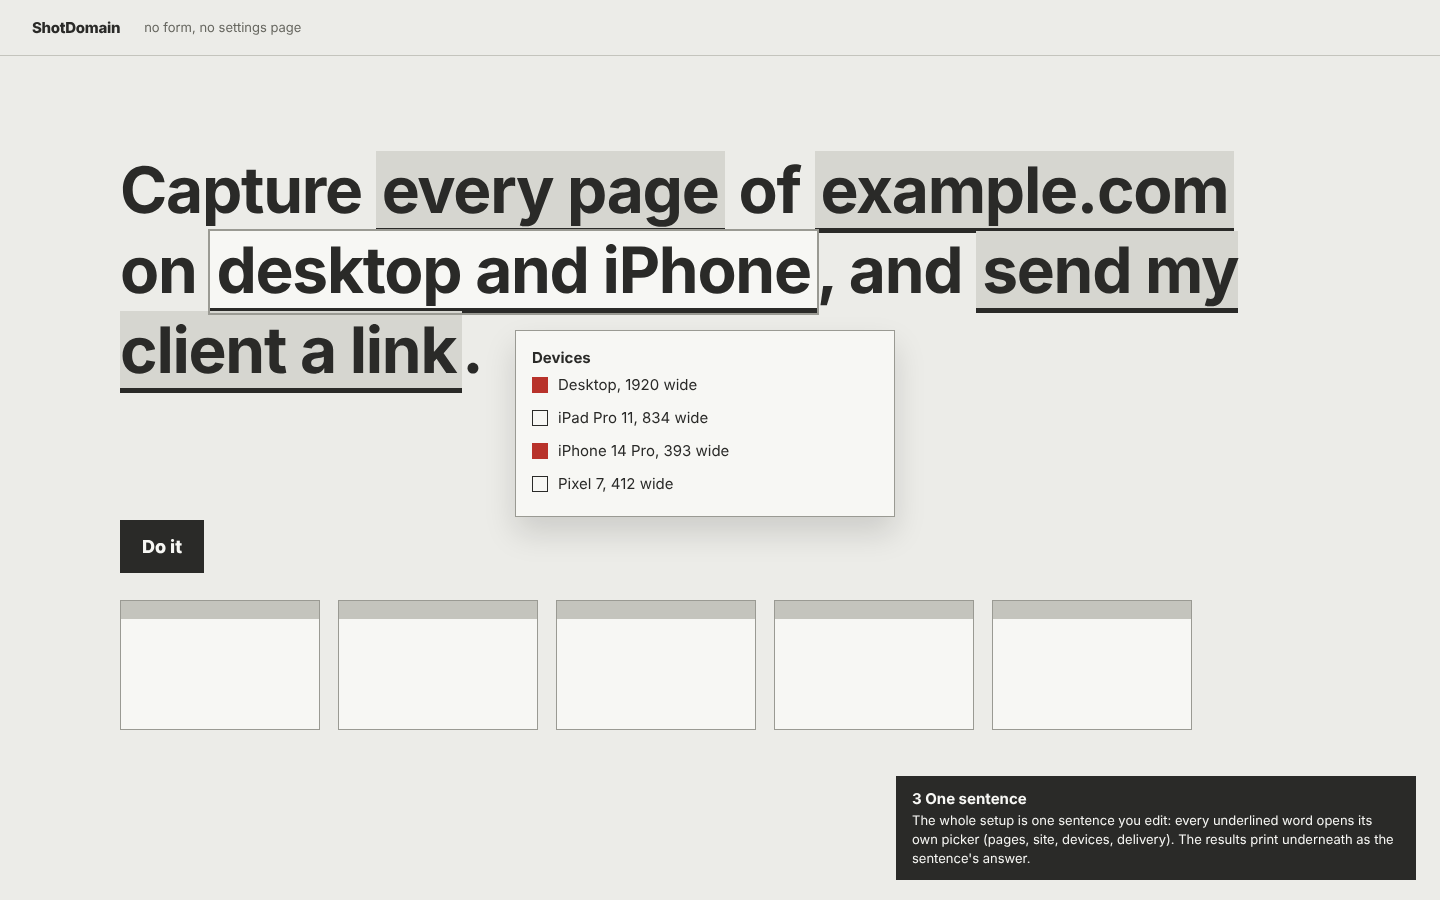 ShotDomain
no form, no settings page
Capture every page of example.com
on desktop and iPhone, and send my
client a link.
Devices
Desktop, 1920 wide
iPad Pro 11, 834 wide
iPhone 14 Pro, 393 wide
Pixel 7, 412 wide
Do it
3 One sentence
The whole setup is one sentence you edit: every underlined word opens its
own picker (pages, site, devices, delivery). The results print underneath as the
sentence's answer.